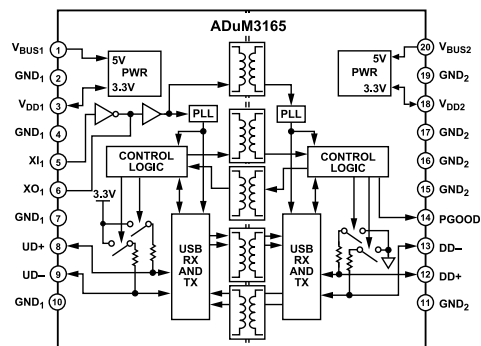 ADuM3165
VBUS1 1
GND1 2
VDD1 3
GND1 4
XI1 5
XO1 6
GND1 7
UD+ 8
UD– 9
GND1 10
5V
PWR
3.3V
PLL
CONTROL
LOGIC
3.3V
USB
RX
AND
TX
PLL
CONTROL
LOGIC
USB
RX
AND
TX
5V
PWR
3.3V
20 VBUS2
19 GND2
18 VDD2
17 GND2
16 GND2
15 GND2
14 PGOOD
13 DD–
12 DD+
11 GND2